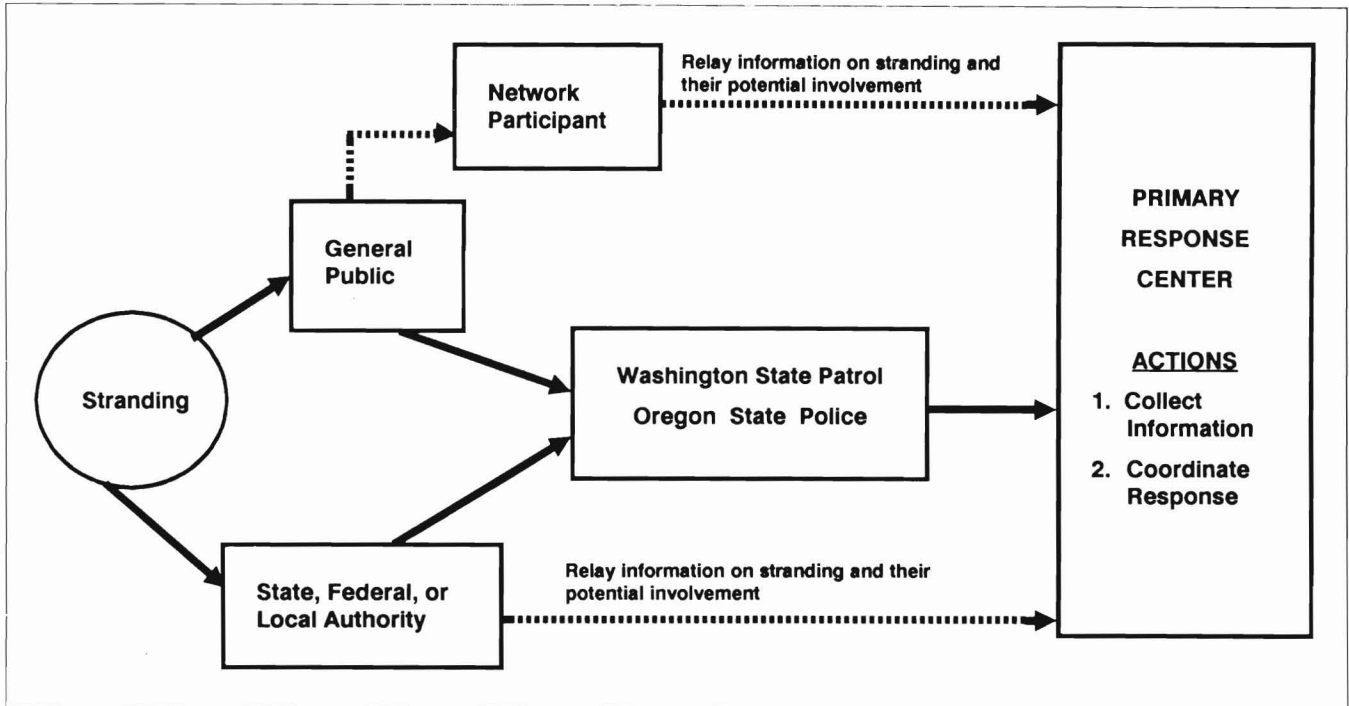 Relay information on stranding and
their potential involvement
Network
Participant
General
Public
Stranding
Washington State Patrol
Oregon State Police
State, Federal, or
Local Authority
Relay information on stranding and their
potential involvement
PRIMARY
RESPONSE
CENTER
ACTIONS
1. Collect
Information
2. Coordinate
Response